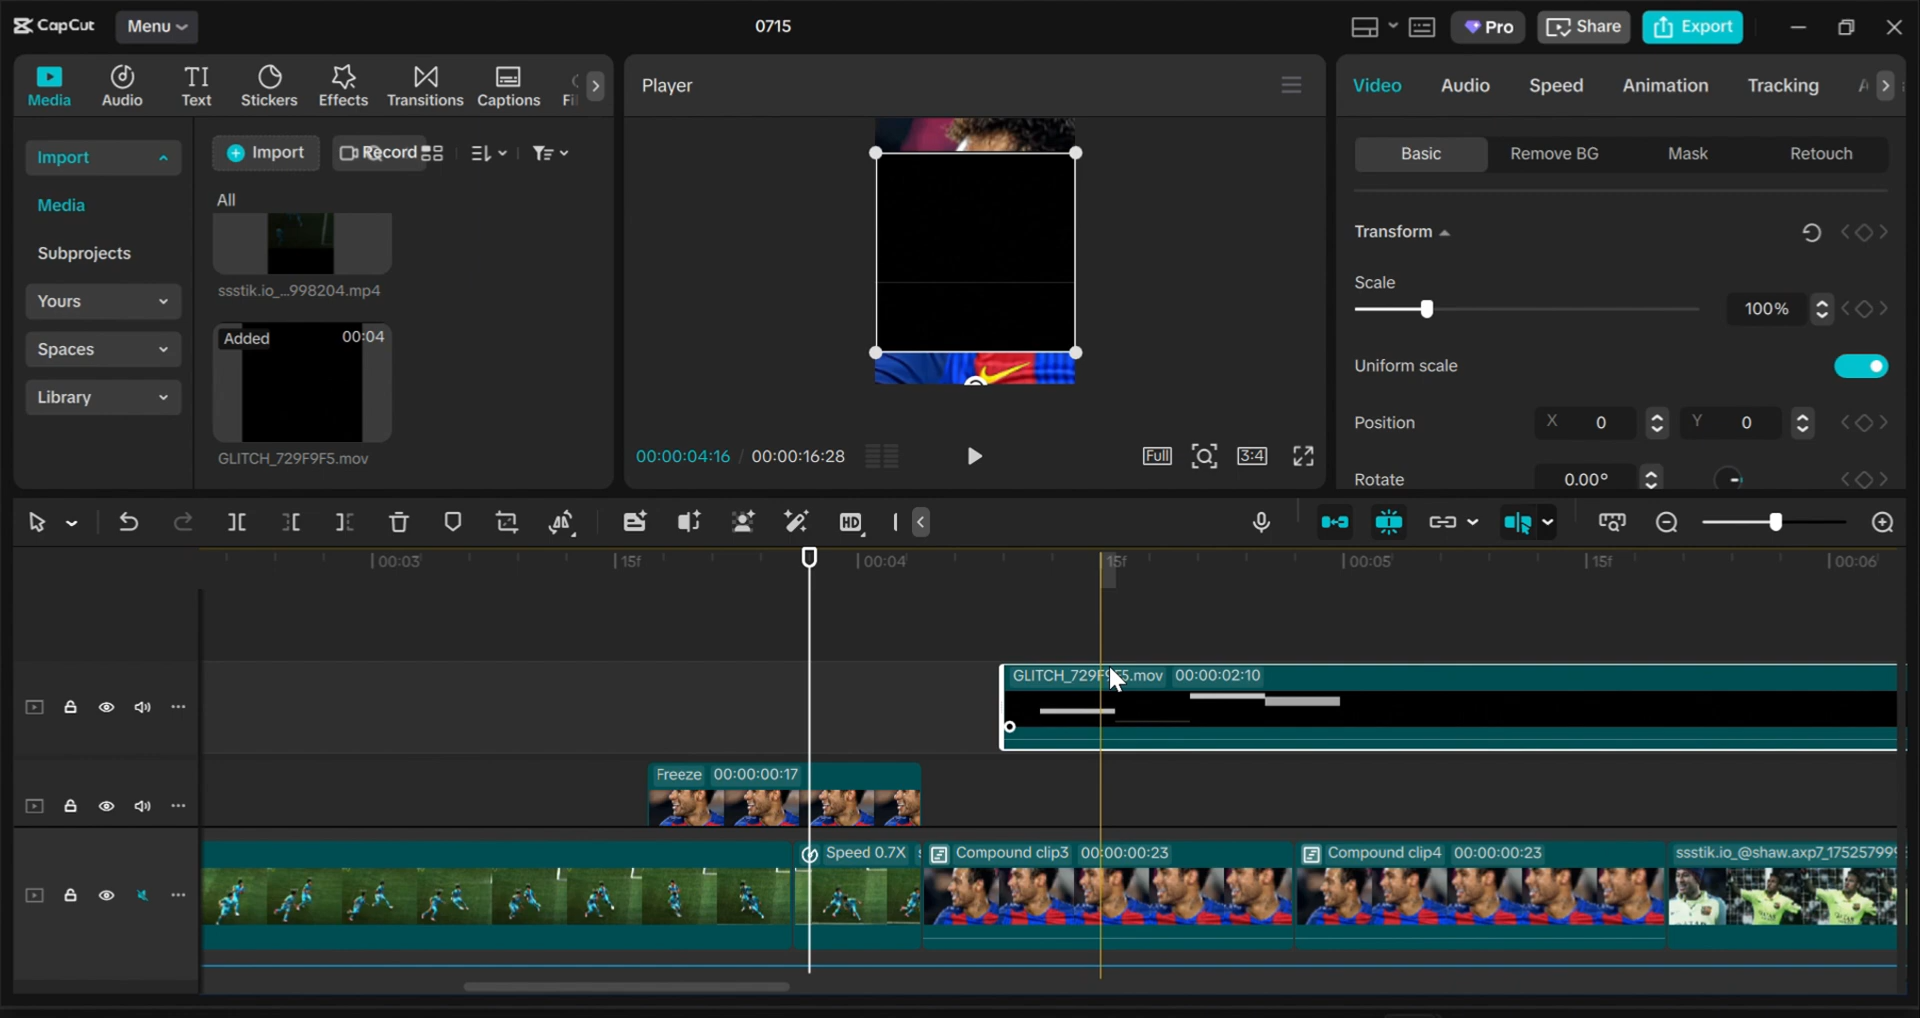 CapCut
Menu
0715
Pro
Share
Export
Media
Audio
Text
Stickers
Effects
Transitions
Captions
Fi
Import
Media
Subprojects
Yours
Spaces
Library
Import
Record
All
ssstik.io_...998204.mp4
Added 00:04
GLITCH_729F9F5.mov
Player
00:00:04:16 / 00:00:16:28
Full
3:4
Video
Audio
Speed
Animation
Tracking
A
Basic
Remove BG
Mask
Retouch
Transform
Scale
100%
Uniform scale
Position X 0 Y 0
Rotate 0.00°
HD
00:03 15f 00:04 15f 00:05 15f 00:06
GLITCH_729F9F5.mov 00:00:02:10
Freeze 00:00:00:17
Speed 0.7X
Compound clip3 00:00:00:23
Compound clip4 00:00:00:23
ssstik.io_@shaw.axp7_175257999